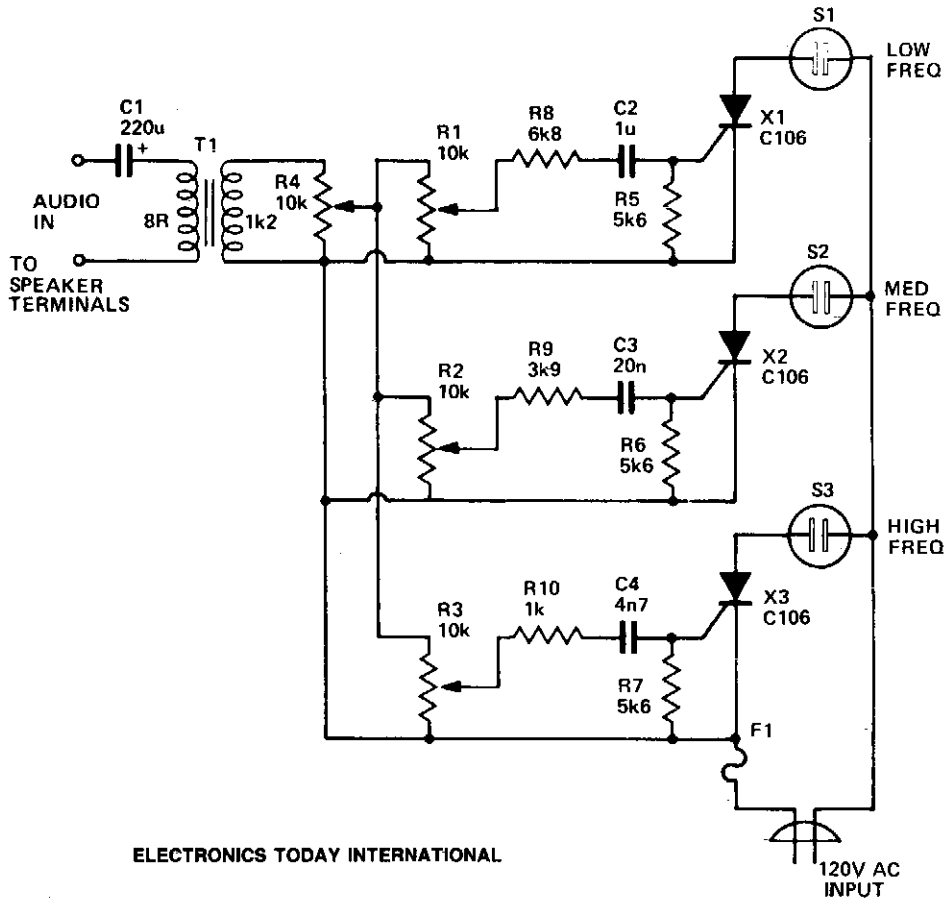 S1
LOW
FREQ
C1
220u
+
T1
R4
10k
R1
10k
R8
6k8
C2
1u
X1
C106
AUDIO
IN
8R
1k2
R5
5k6
TO
SPEAKER
TERMINALS
S2
MED
FREQ
R2
10k
R9
3k9
C3
20n
X2
C106
R6
5k6
S3
HIGH
FREQ
R3
10k
R10
1k
C4
4n7
X3
C106
R7
5k6
F1
ELECTRONICS TODAY INTERNATIONAL
120V AC
INPUT